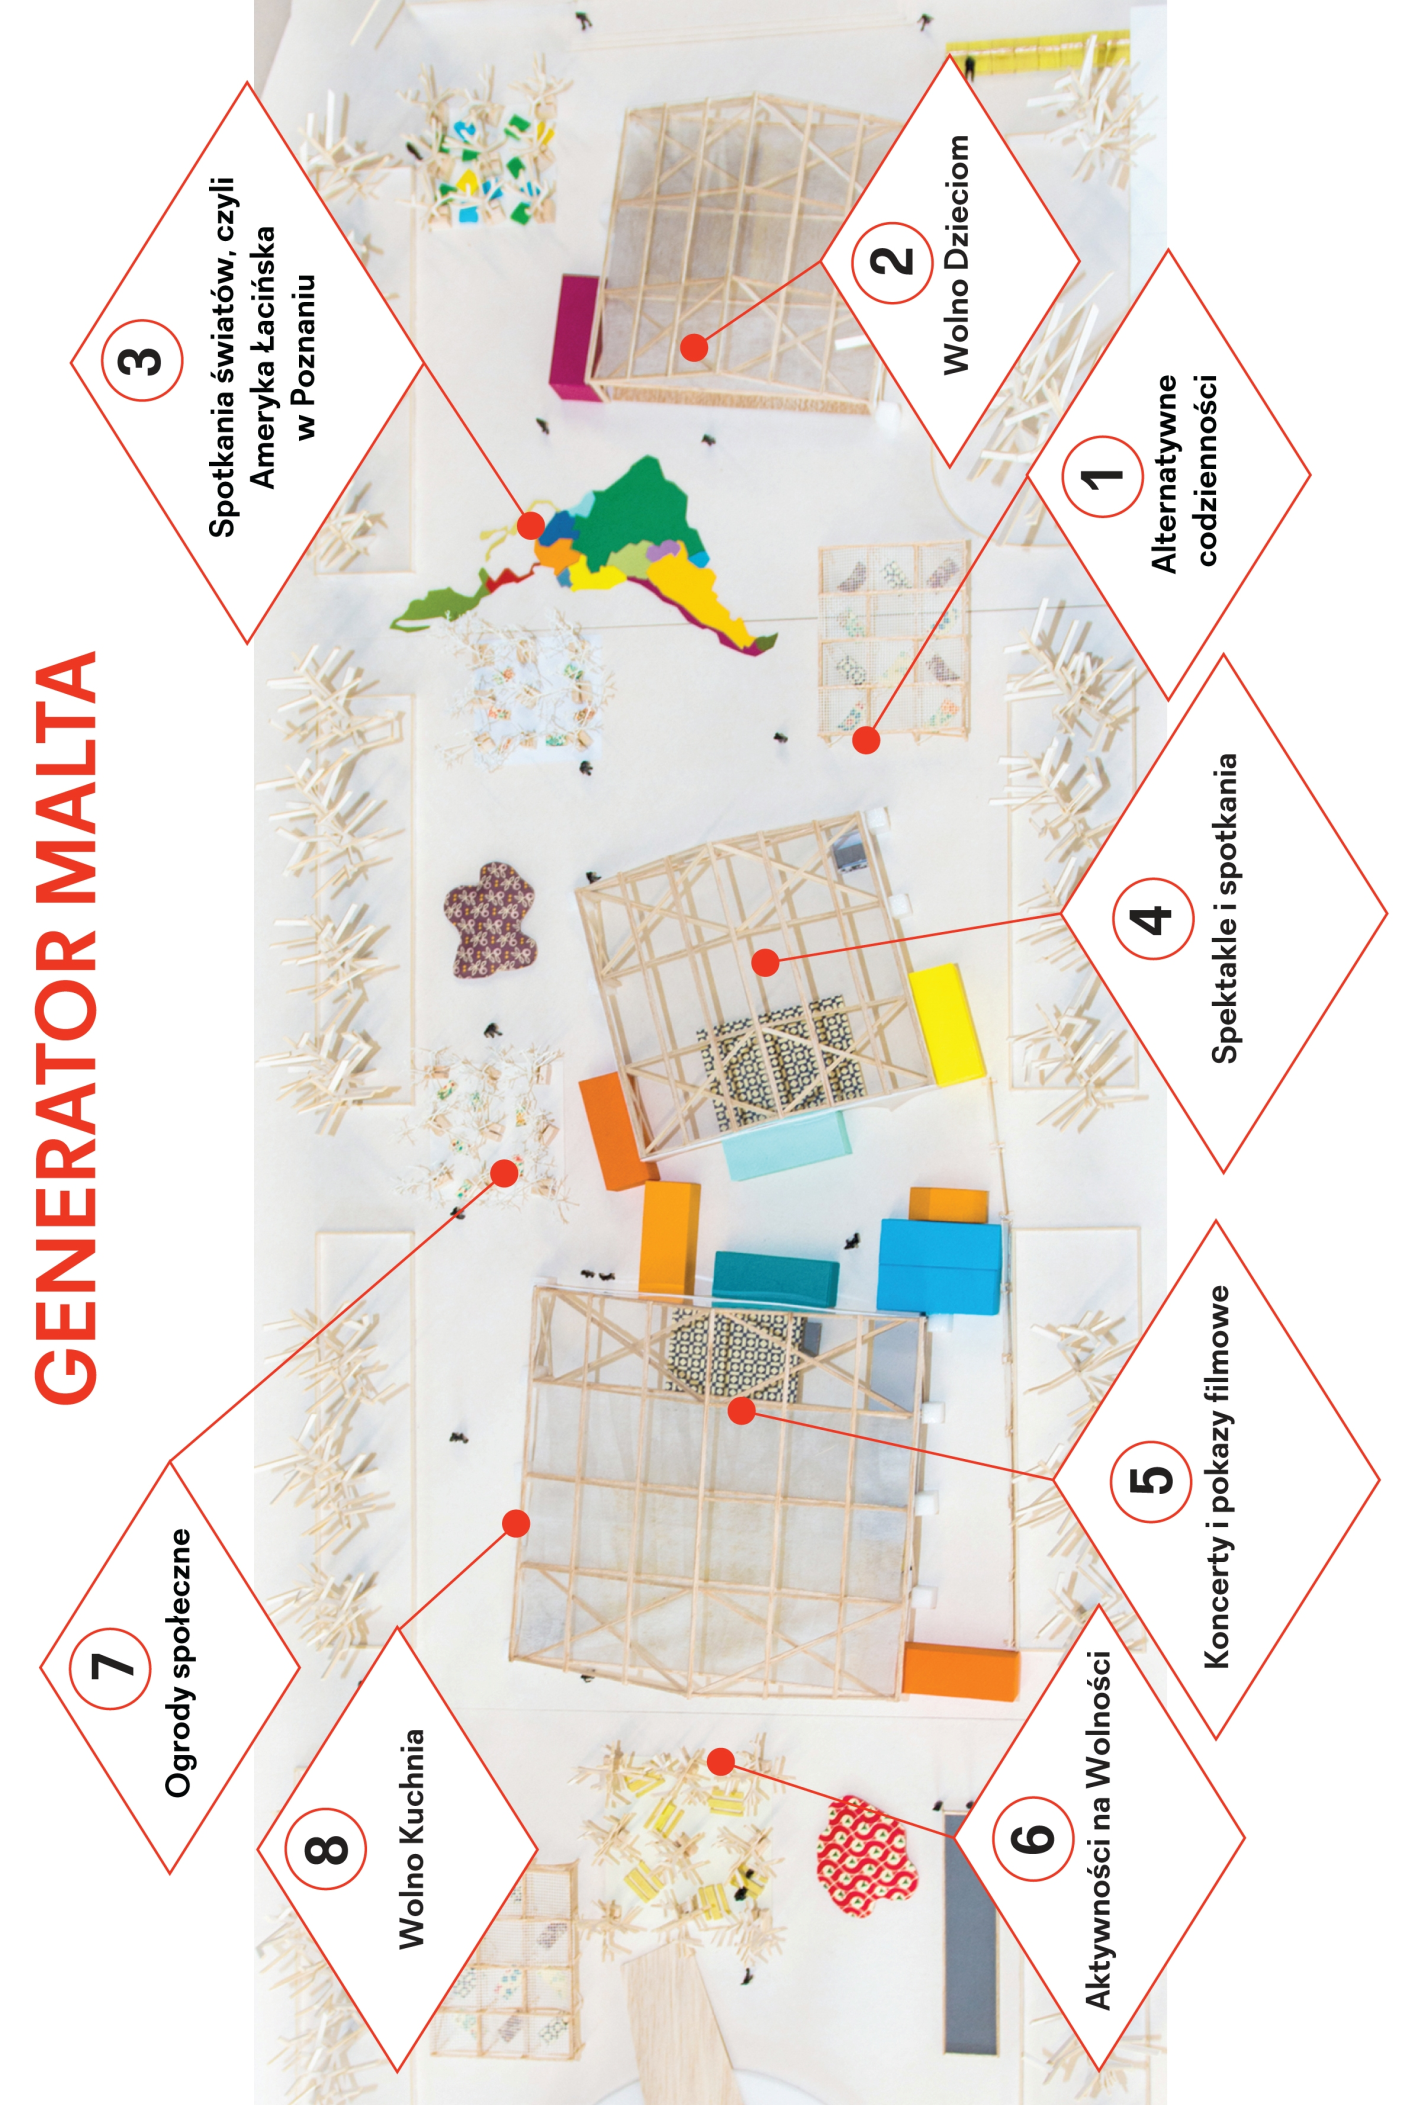 GENERATOR MALTA
1
Alternatywne
codzienności
2
Wolno Dzieciom
3
Spotkania światów, czyli
Ameryka Łacińska
w Poznaniu
4
Spektakle i spotkania
5
Koncerty i pokazy filmowe
6
Aktywności na Wolności
7
Ogrody społeczne
8
Wolno Kuchnia